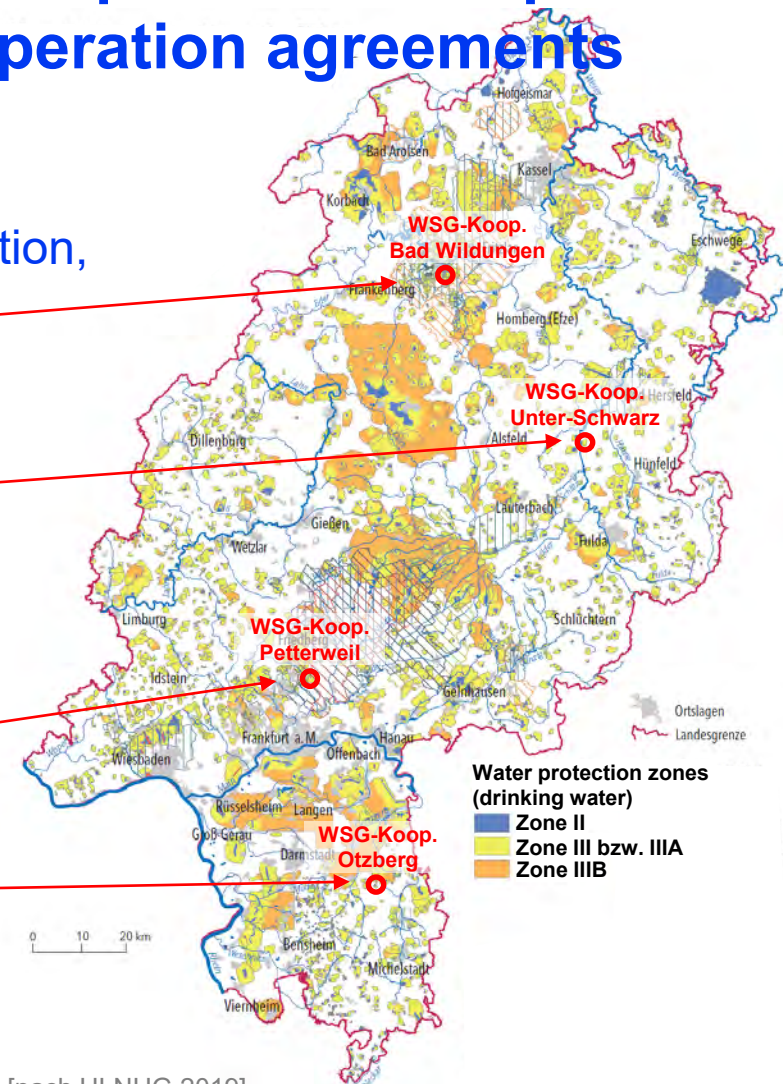 peration agreements
tion,
Hofgeismar
Bad Arolsen
Kassel
Korbach
WSG-Koop.
Bad Wildungen
Eschwege
Frankenberg
Homberg (Efze)
WSG-Koop.
Unter-Schwarz
Hersfeld
Dillenburg
Alsfeld
Hünfeld
Lauterbach
Gießen
Wetzlar
Fulda
Limburg
Schlüchtern
WSG-Koop.
Petterweil
Friedberg
Idstein
Gelnhausen
Ortslagen
Landesgrenze
Frankfurt a. M.
Hanau
Offenbach
Wiesbaden
Water protection zones
(drinking water)
Zone II
Zone III bzw. IIIA
Zone IIIB
Rüsselsheim
Langen
Groß-Gerau
WSG-Koop.
Otzberg
Darmstadt
0 10 20 km
Bensheim
Michelstadt
Viernheim